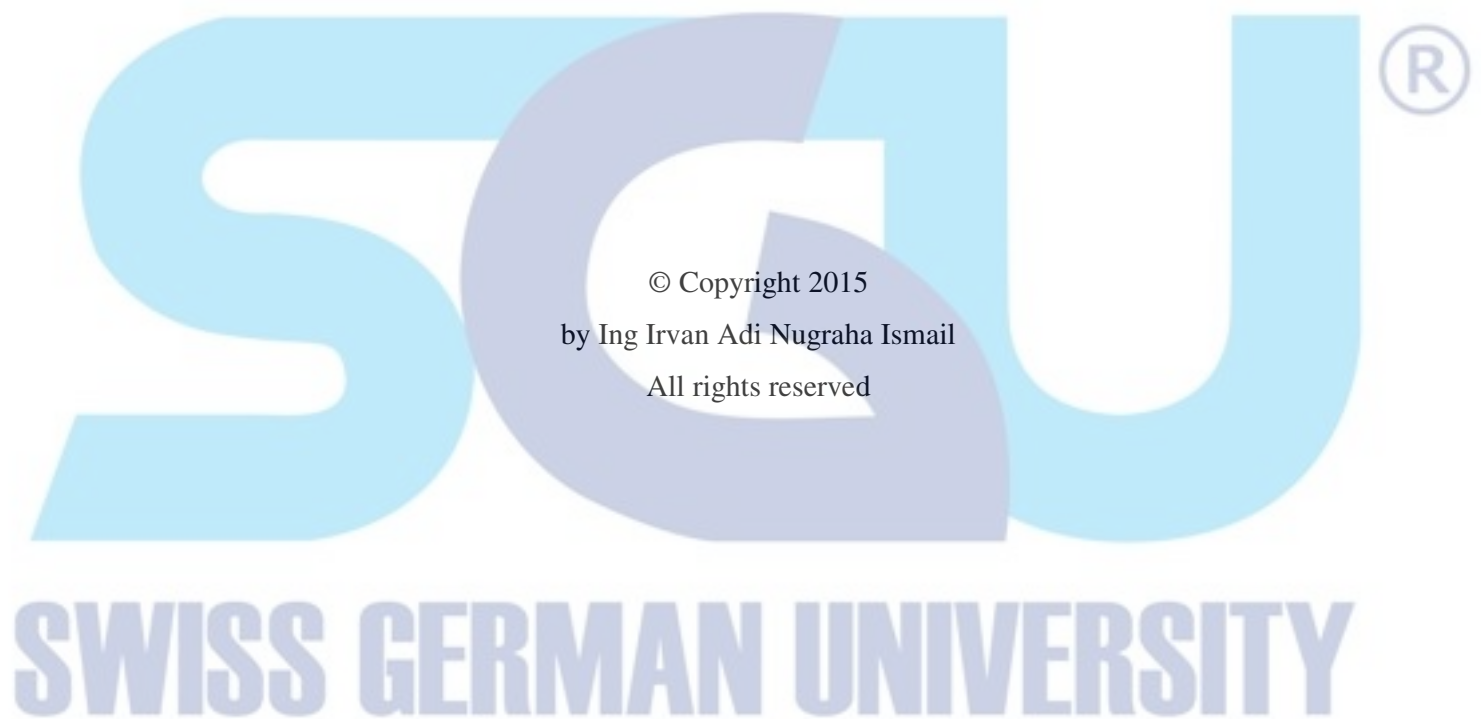 SGU ®
© Copyright 2015
by Ing Irvan Adi Nugraha Ismail
All rights reserved
SWISS GERMAN UNIVERSITY